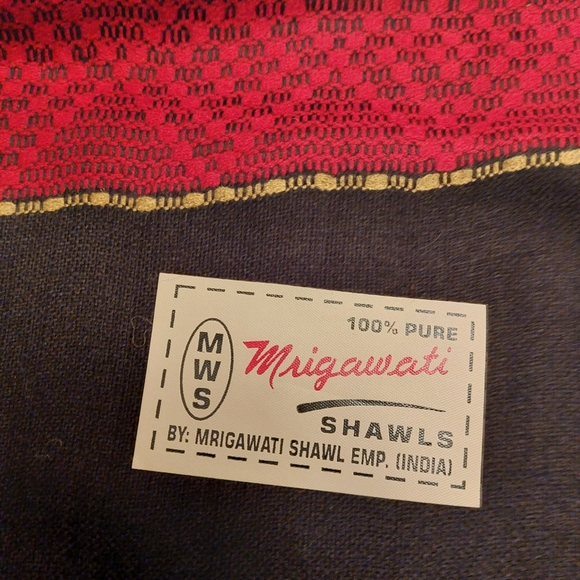 100% PURE
MWS
Mrigawati
SHAWLS
BY: MRIGAWATI SHAWL EMP. (INDIA)